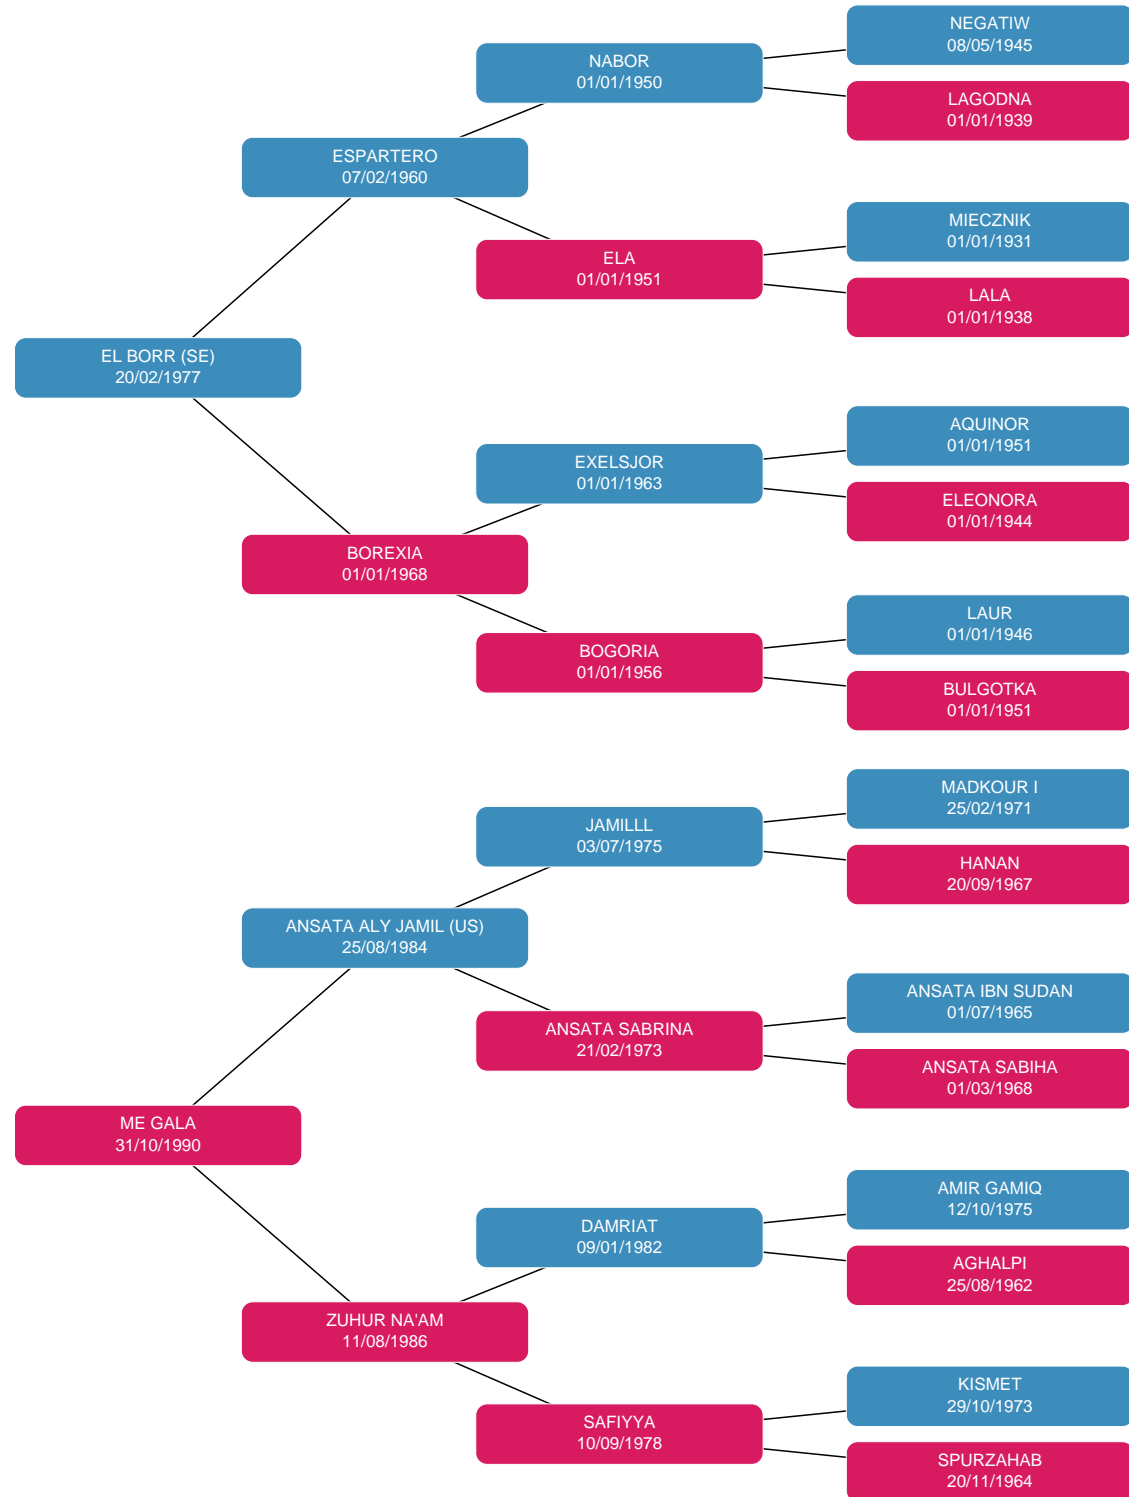 NEGATIW
08/05/1945
NABOR
01/01/1950
LAGODNA
01/01/1939
ESPARTERO
07/02/1960
MIECZNIK
01/01/1931
ELA
01/01/1951
LALA
01/01/1938
EL BORR (SE)
20/02/1977
AQUINOR
01/01/1951
EXELSJOR
01/01/1963
ELEONORA
01/01/1944
BOREXIA
01/01/1968
LAUR
01/01/1946
BOGORIA
01/01/1956
BULGOTKA
01/01/1951
MADKOUR I
25/02/1971
JAMILLL
03/07/1975
HANAN
20/09/1967
ANSATA ALY JAMIL (US)
25/08/1984
ANSATA IBN SUDAN
01/07/1965
ANSATA SABRINA
21/02/1973
ANSATA SABIHA
01/03/1968
ME GALA
31/10/1990
AMIR GAMIQ
12/10/1975
DAMRIAT
09/01/1982
AGHALPI
25/08/1962
ZUHUR NA'AM
11/08/1986
KISMET
29/10/1973
SAFIYYA
10/09/1978
SPURZAHAB
20/11/1964